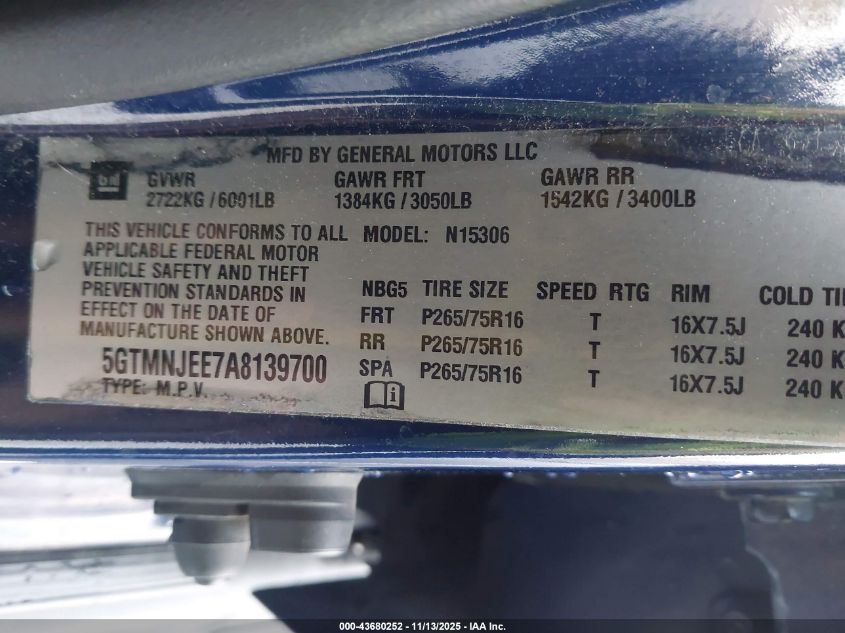 MFD BY GENERAL MOTORS LLC
GM
GVWR GAWR FRT GAWR RR
2722KG / 6001LB 1384KG / 3050LB 1542KG / 3400LB
THIS VEHICLE CONFORMS TO ALL
APPLICABLE FEDERAL MOTOR
VEHICLE SAFETY AND THEFT
PREVENTION STANDARDS IN
EFFECT ON THE DATE OF
MANUFACTURE SHOWN ABOVE.
5GTMNJEE7A8139700
TYPE: M.P.V.
MODEL: N15306
NBG5 TIRE SIZE SPEED RTG RIM COLD TI
FRT P265/75R16 T 16X7.5J 240 K
RR P265/75R16 T 16X7.5J 240 K
SPA P265/75R16 T 16X7.5J 240 K
000-43680252 - 11/13/2025 - IAA Inc.